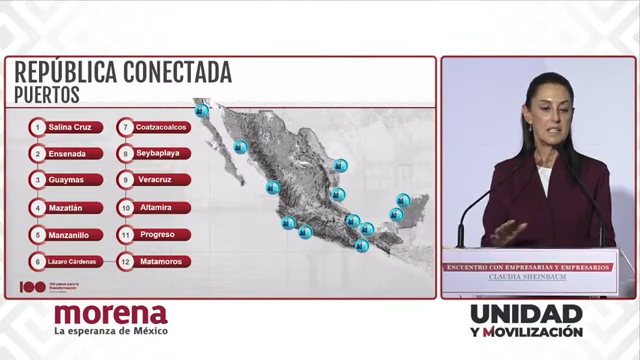 REPÚBLICA CONECTADA
PUERTOS
1 Salina Cruz
2 Ensenada
3 Guaymas
4 Mazatlán
5 Manzanillo
6 Lázaro Cárdenas
7 Coatzacoalcos
8 Seybaplaya
9 Veracruz
10 Altamira
11 Progreso
12 Matamoros
100
ENCUENTRO CON EMPRESARIAS Y EMPRESARIOS
CLAUDIA SHEINBAUM
morena
La esperanza de México
UNIDAD
Y MOVILIZACIÓN